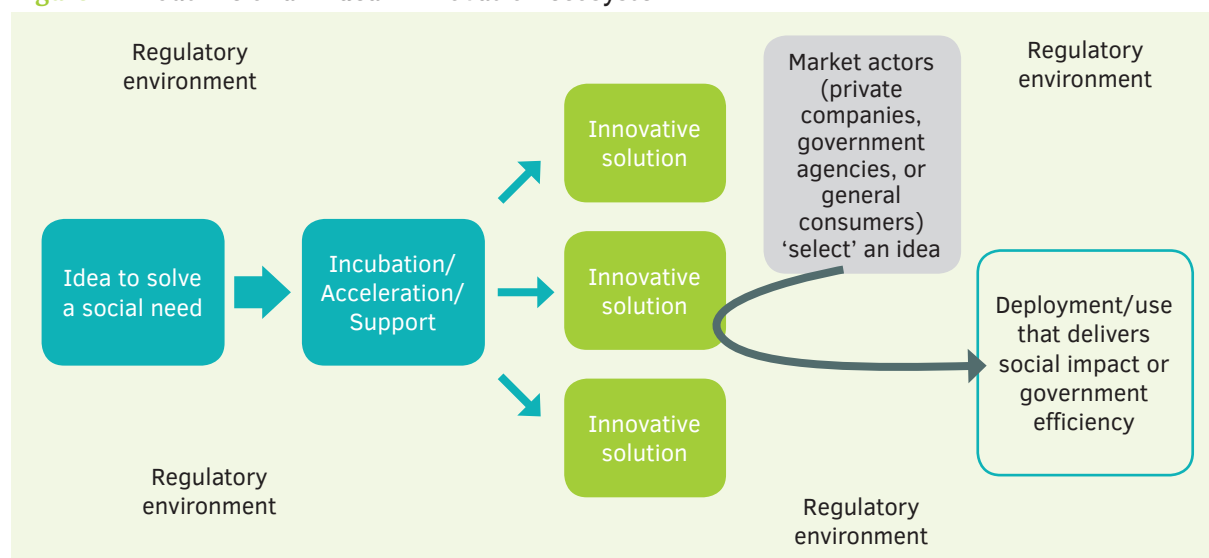 Regulatory
environment
Idea to solve
a social need
Incubation/
Acceleration/
Support
Innovative
solution
Innovative
solution
Innovative
solution
Market actors
(private
companies,
government
agencies, or
general
consumers)
‘select’ an idea
Regulatory
environment
Deployment/use
that delivers
social impact or
government
efficiency
Regulatory
environment
Regulatory
environment